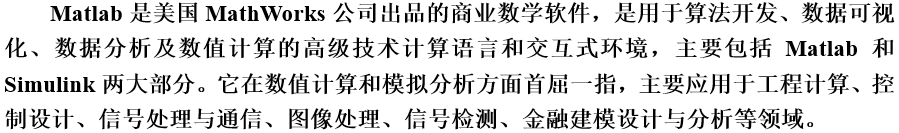 Matlab 是美国 MathWorks 公司出品的商业数学软件，是用于算法开发、数据可视
化、数据分析及数值计算的高级技术计算语言和交互式环境，主要包括 Matlab 和
Simulink 两大部分。它在数值计算和模拟分析方面首屈一指，主要应用于工程计算、控
制设计、信号处理与通信、图像处理、信号检测、金融建模设计与分析等领域。